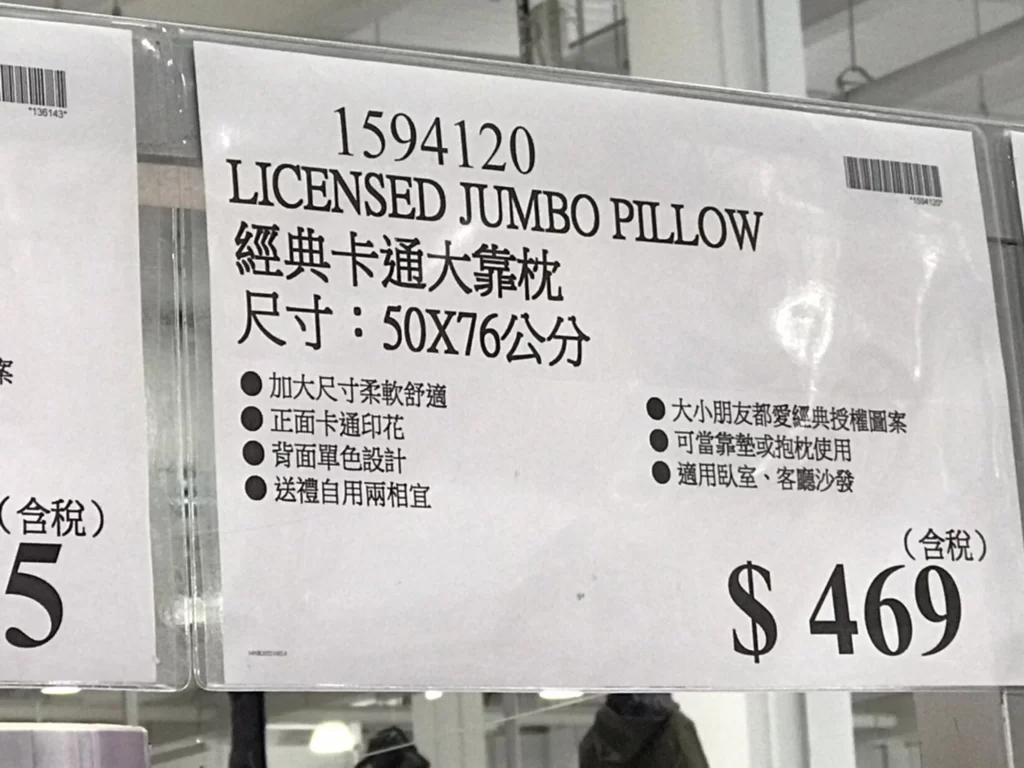 "136143"
1594120
"1594120"
LICENSED JUMBO PILLOW
經典卡通大靠枕
尺寸：50X76公分
● 加大尺寸柔軟舒適
● 正面卡通印花
● 背面單色設計
● 送禮自用兩相宜
● 大小朋友都愛經典授權圖案
● 可當靠墊或抱枕使用
● 適用臥室、客廳沙發
(含稅)
$ 469
案
(含稅)
5